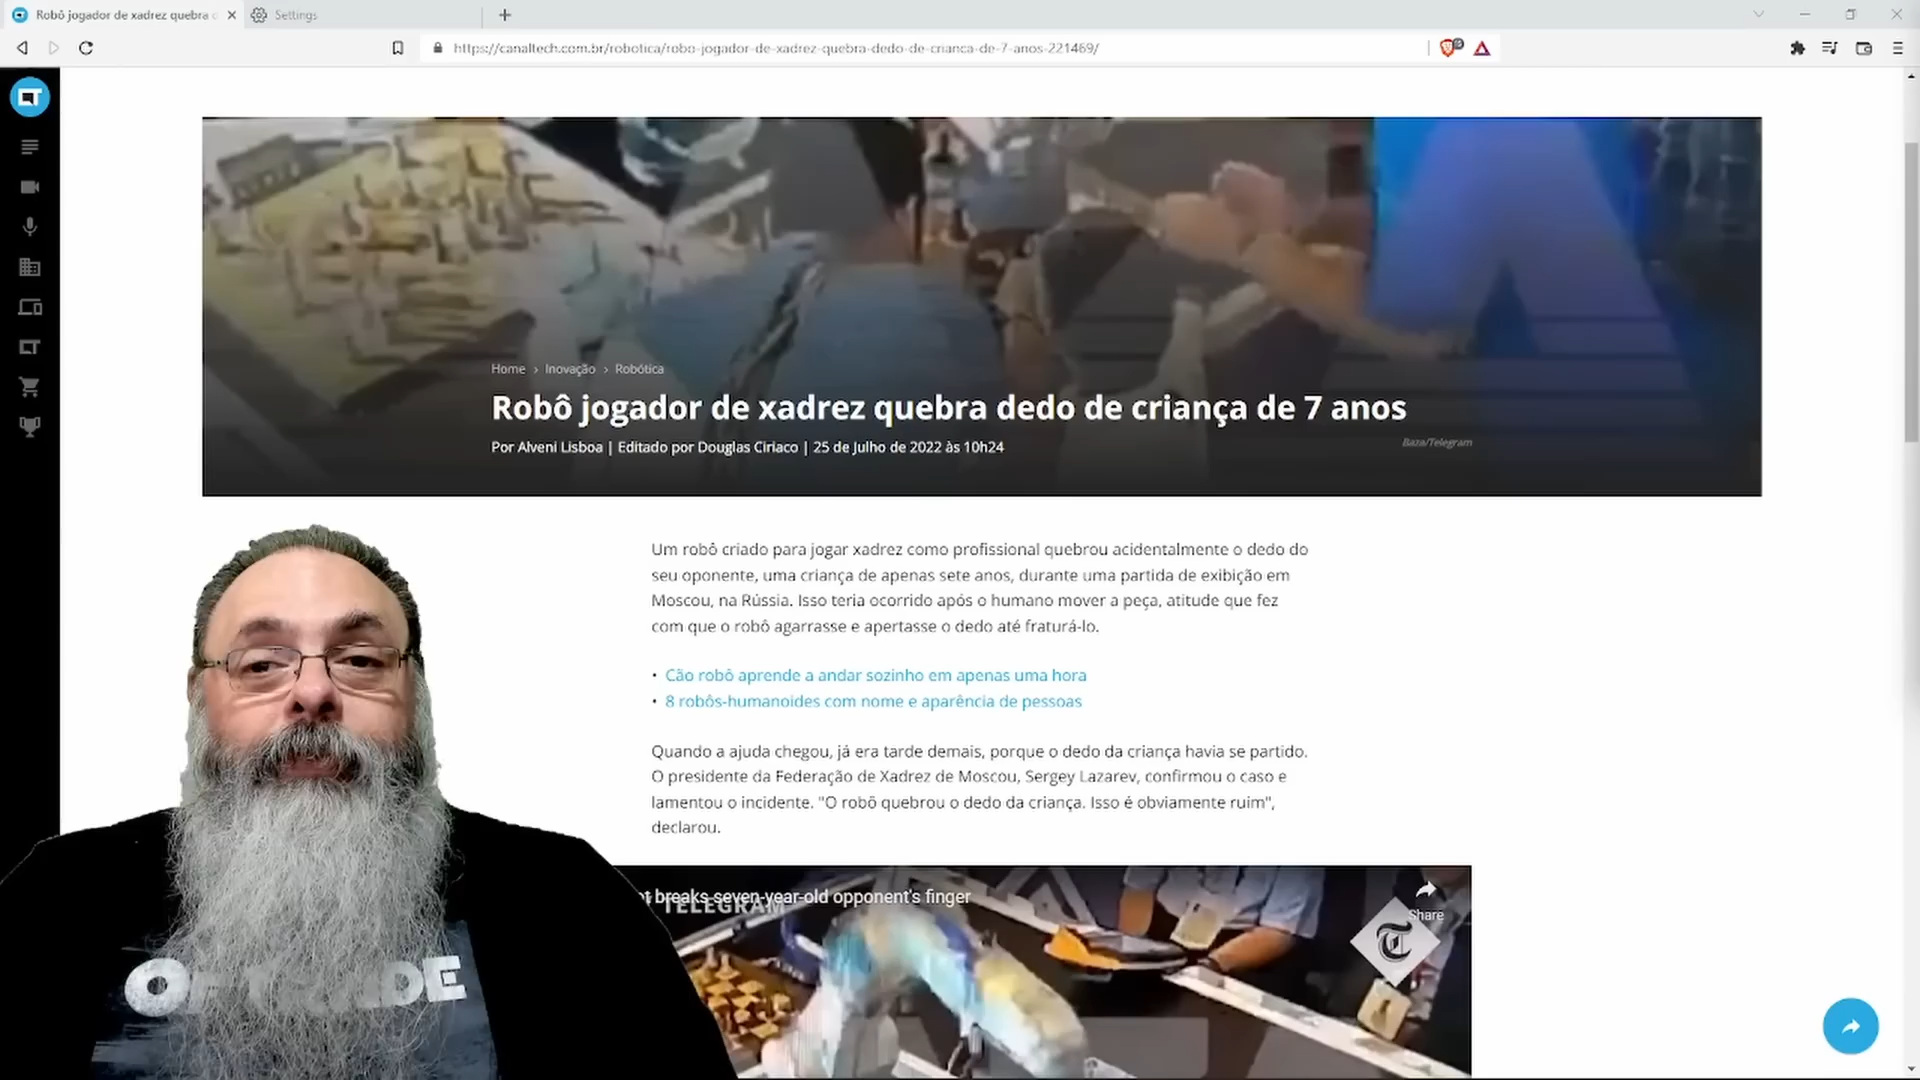 Robô jogador de xadrez quebra
Settings
https://canaltech.com.br/robotica/robo-jogador-de-xadrez-quebra-dedo-de-crianca-de-7-anos-221469/
Home › Inovação › Robótica
Robô jogador de xadrez quebra dedo de criança de 7 anos
Por Alveni Lisboa | Editado por Douglas Ciriaco | 25 de Julho de 2022 às 10h24
Baza/Telegram
Um robô criado para jogar xadrez como profissional quebrou acidentalmente o dedo do
seu oponente, uma criança de apenas sete anos, durante uma partida de exibição em
Moscou, na Rússia. Isso teria ocorrido após o humano mover a peça, atitude que fez
com que o robô agarrasse e apertasse o dedo até fraturá-lo.
• Cão robô aprende a andar sozinho em apenas uma hora
• 8 robôs-humanoides com nome e aparência de pessoas
Quando a ajuda chegou, já era tarde demais, porque o dedo da criança havia se partido.
O presidente da Federação de Xadrez de Moscou, Sergey Lazarev, confirmou o caso e
lamentou o incidente. "O robô quebrou o dedo da criança. Isso é obviamente ruim",
declarou.
breaks seven-year-old opponent's finger
TELEGRAM
Share
T